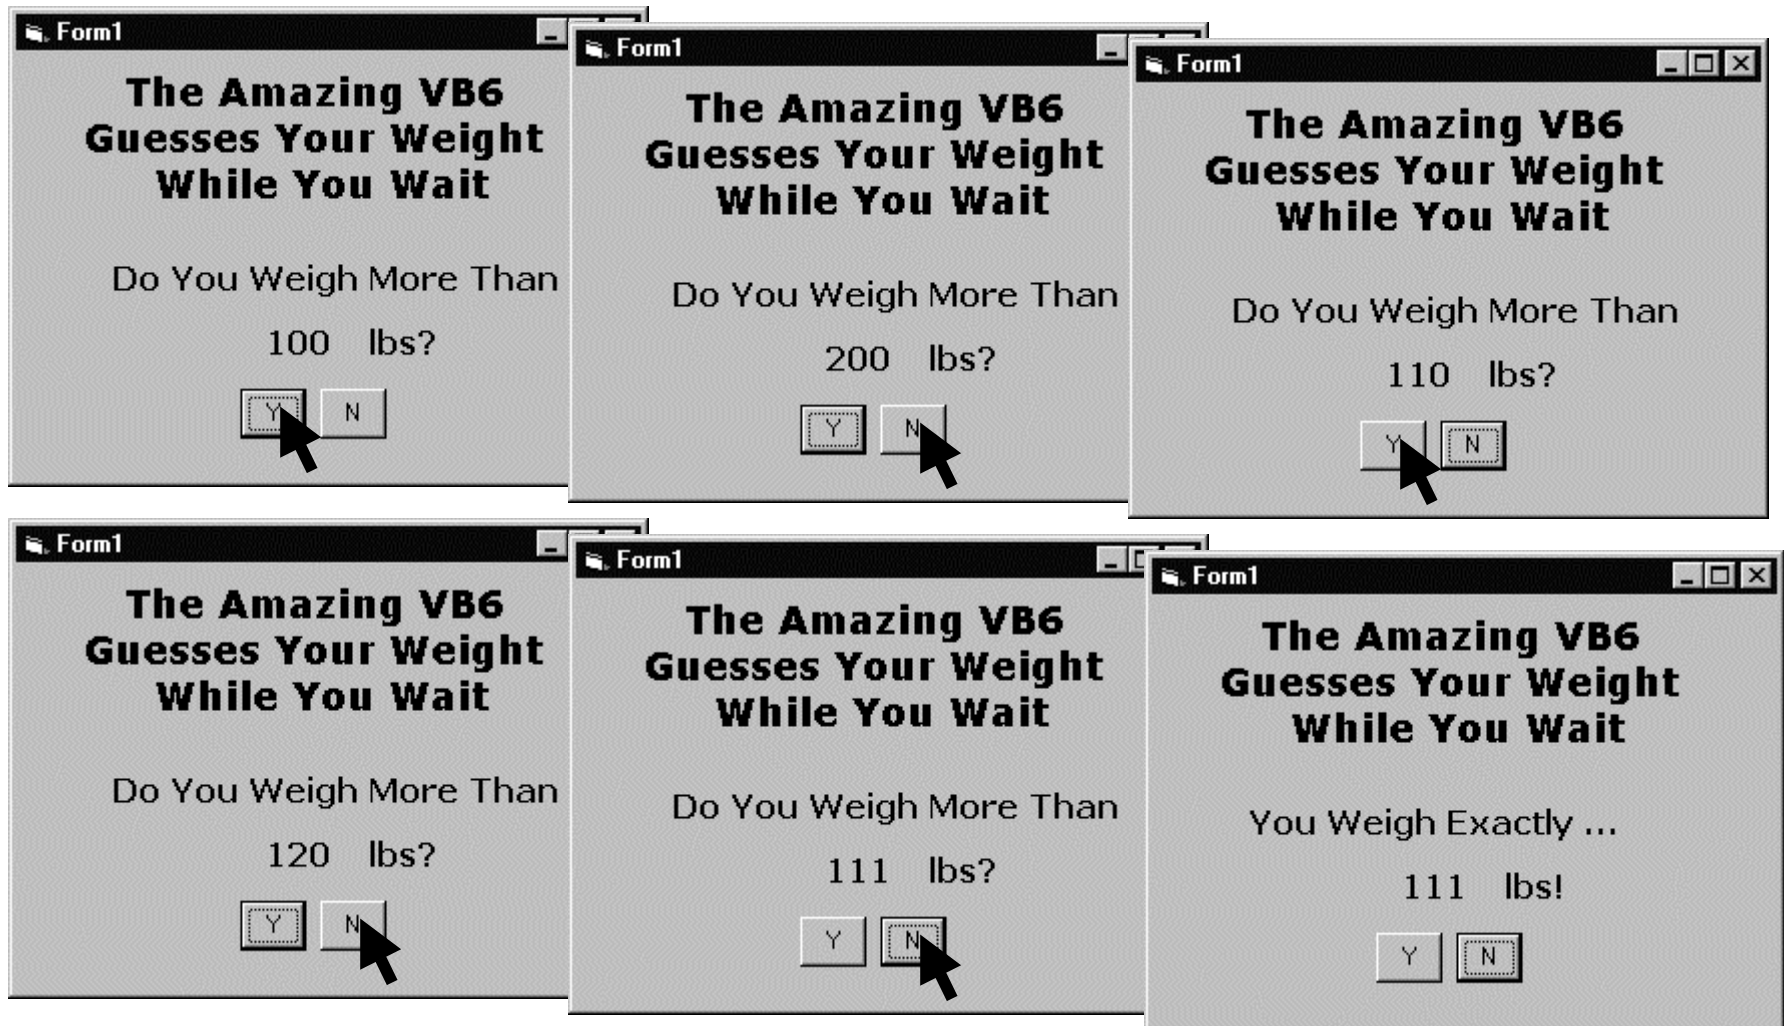 Form1
The Amazing VB6
Guesses Your Weight
While You Wait
Do You Weigh More Than
100 lbs?
Y N
Form1
The Amazing VB6
Guesses Your Weight
While You Wait
Do You Weigh More Than
200 lbs?
Y N
Form1
The Amazing VB6
Guesses Your Weight
While You Wait
Do You Weigh More Than
110 lbs?
Y N
Form1
The Amazing VB6
Guesses Your Weight
While You Wait
Do You Weigh More Than
120 lbs?
Y N
Form1
The Amazing VB6
Guesses Your Weight
While You Wait
Do You Weigh More Than
111 lbs?
Y N
Form1
The Amazing VB6
Guesses Your Weight
While You Wait
You Weigh Exactly ...
111 lbs!
Y N